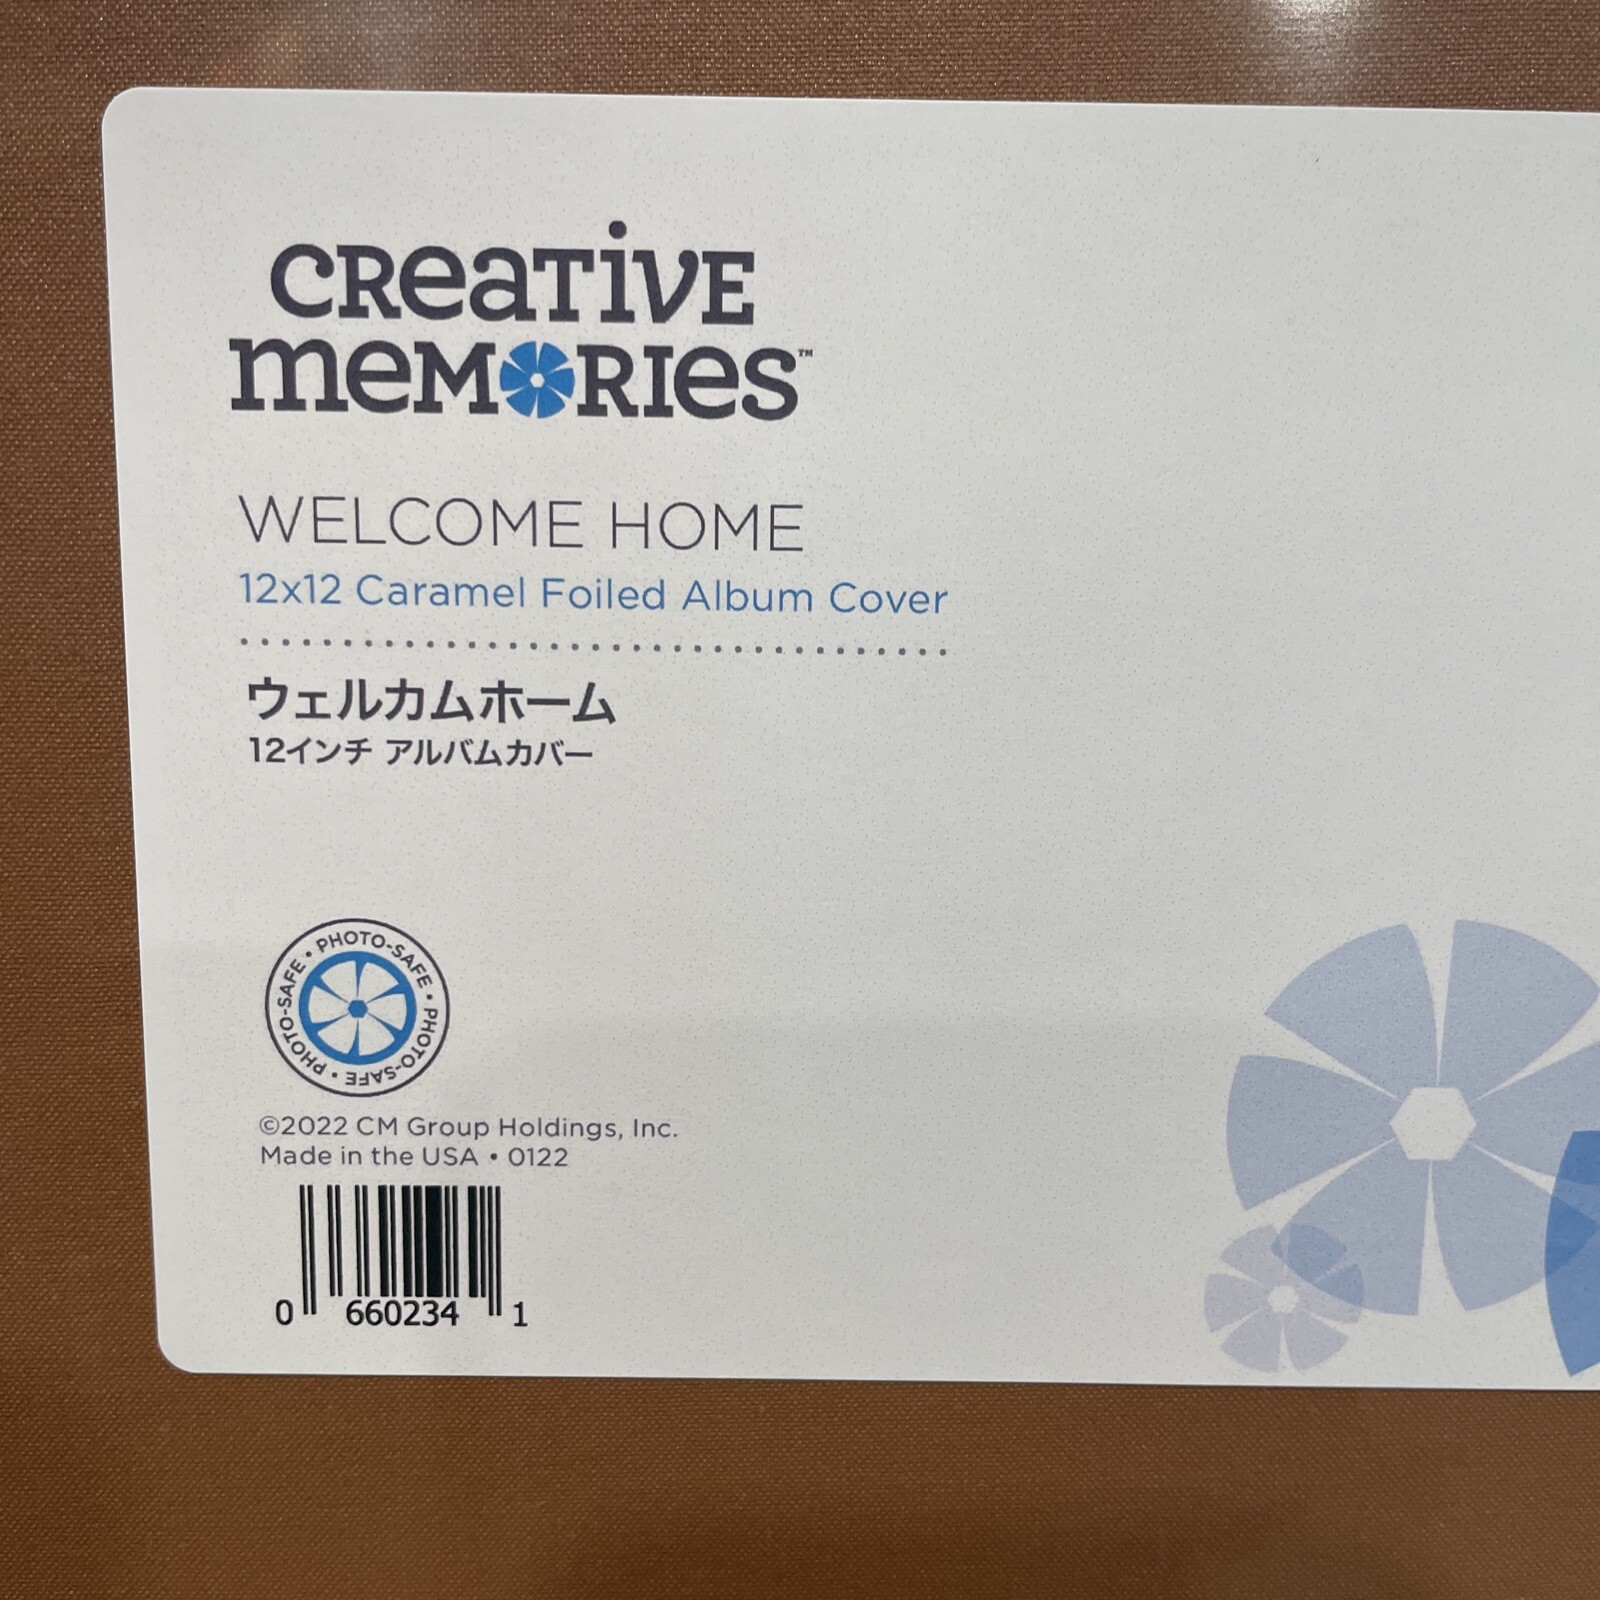 CREATIVE
MEMORIES™
WELCOME HOME
12x12 Caramel Foiled Album Cover
ウェルカムホーム
12インチ アルバムカバー
PHOTO-SAFE • PHOTO-SAFE • PHOTO-SAFE • PHOTO-SAFE •
©2022 CM Group Holdings, Inc.
Made in the USA • 0122
0 660234 1